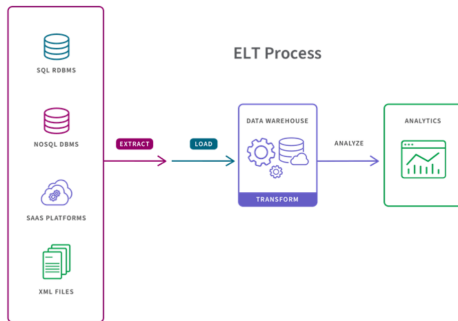 ELT Process
SQL RDBMS
NOSQL DBMS
SAAS PLATFORMS
XML FILES
EXTRACT
LOAD
DATA WAREHOUSE
TRANSFORM
ANALYZE
ANALYTICS